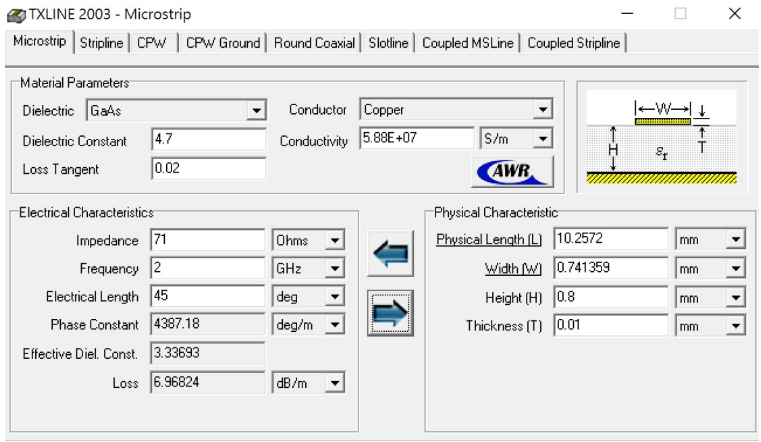 TXLINE 2003 - Microstrip
Microstrip Stripline CPW CPW Ground Round Coaxial Slotline Coupled MSLine Coupled Stripline
Material Parameters
Dielectric GaAs Conductor Copper
Dielectric Constant 4.7 Conductivity 5.88E+07 S/m
Loss Tangent 0.02 AWR
←W→ T
H εr
Electrical Characteristics
Impedance 71 Ohms
Frequency 2 GHz
Electrical Length 45 deg
Phase Constant 4387.18 deg/m
Effective Diel. Const. 3.33693
Loss 6.96824 dB/m
Physical Characteristic
Physical Length (L) 10.2572 mm
Width (W) 0.741359 mm
Height (H) 0.8 mm
Thickness (T) 0.01 mm